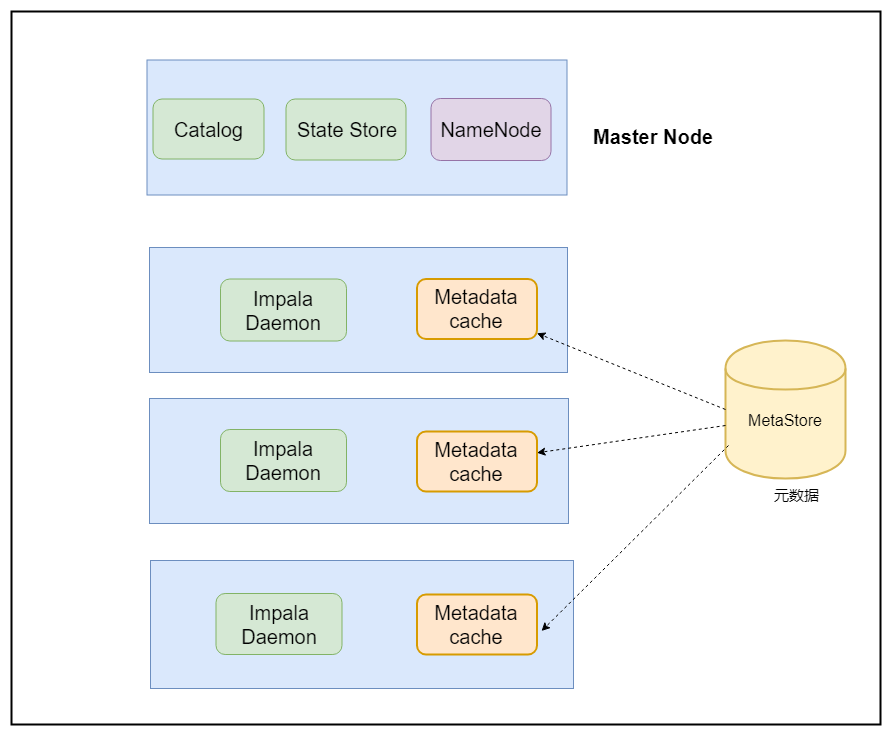 Catalog
State Store
NameNode
Master Node
Impala
Daemon
Metadata
cache
Impala
Daemon
Metadata
cache
MetaStore
元数据
Impala
Daemon
Metadata
cache